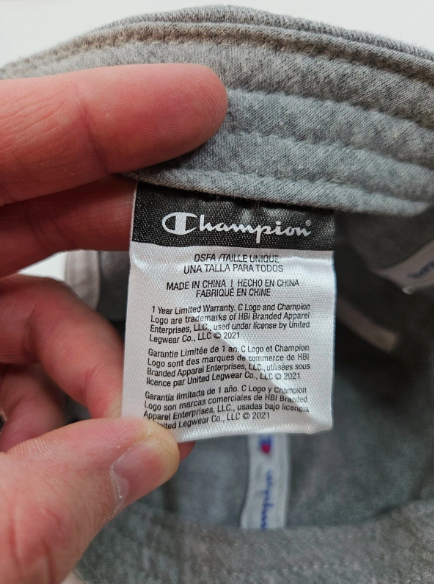 Champion
OSFA/TAILLE UNIQUE
UNA TALLA PARA TODOS
MADE IN CHINA | HECHO EN CHINA
FABRIQUÉ EN CHINE
1 Year Limited Warranty. C Logo and Champion
Logo are trademarks of HBI Branded Apparel
Enterprises, LLC, used under license by United
Legwear Co., LLC © 2021
Garantie Limitée de 1 an C Logo et Champion
Logo sont des marques de commerce de HBI
Branded Apparel Enterprises, LLC, utilisées sous
licence par United Legwear Co., LLC © 2021
Garantía limitada de 1 año. C Logo y Champion
Logo son marcas comerciales de HBI Branded
Apparel Enterprises, LLC., usadas bajo licencia
United Legwear Co., LLC © 2021